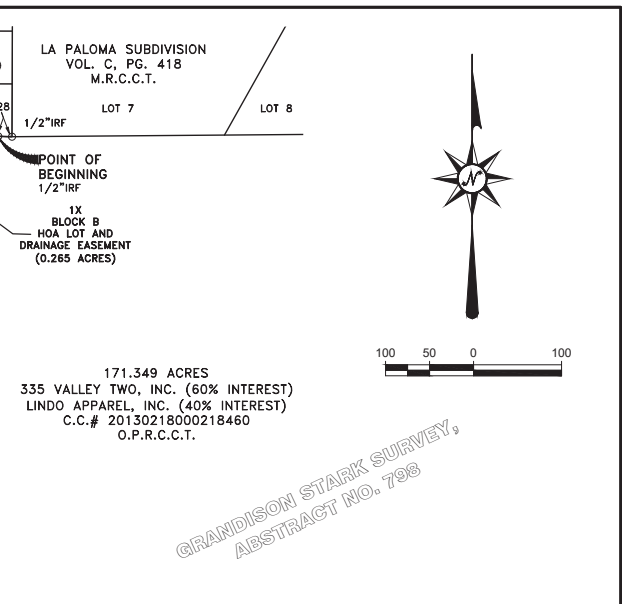 LA PALOMA SUBDIVISION
VOL. C, PG. 418
M.R.C.C.T.
28
1/2"IRF
LOT 7
LOT 8
POINT OF
BEGINNING
1/2"IRF
1X
BLOCK B
HOA LOT AND
DRAINAGE EASEMENT
(0.265 ACRES)
N
100 50 0 100
171.349 ACRES
335 VALLEY TWO, INC. (60% INTEREST)
LINDO APPAREL, INC. (40% INTEREST)
C.C.# 20130218000218460
O.P.R.C.C.T.
GRANDISON STARK SURVEY,
ABSTRACT NO. 798